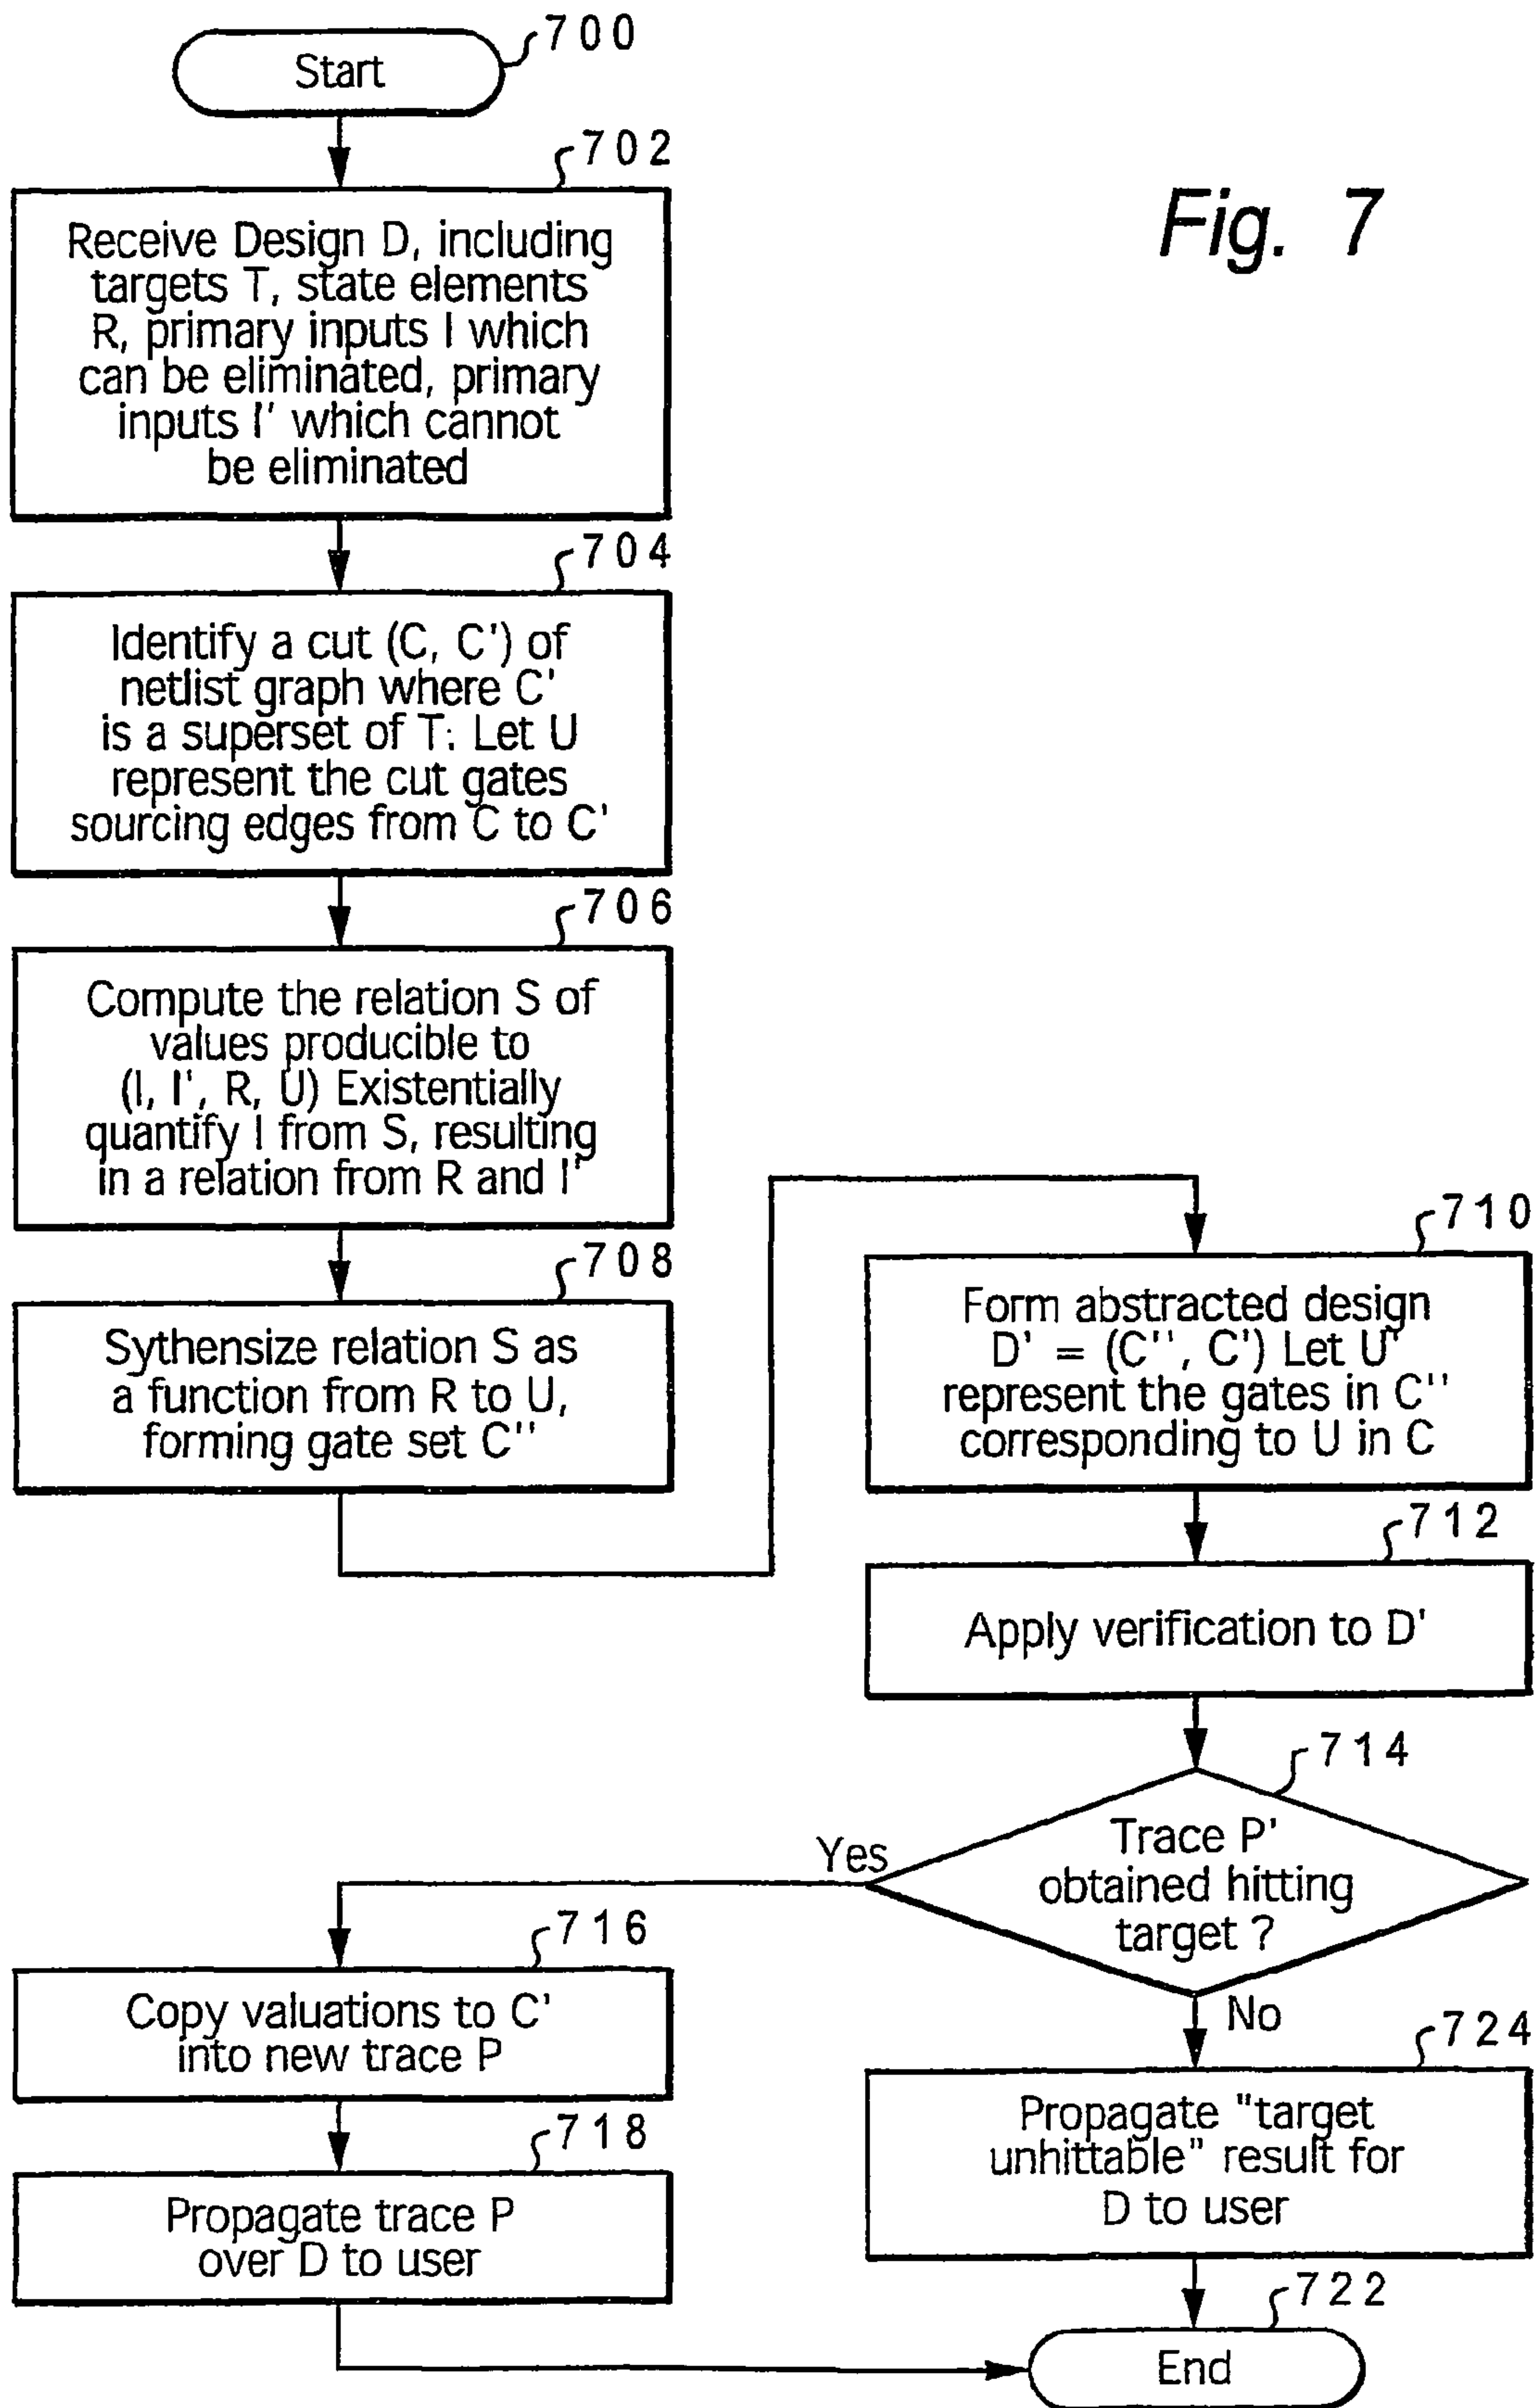 700
Start
702
Fig. 7
Receive Design D, including
targets T, state elements
R, primary inputs I which
can be eliminated, primary
inputs I' which cannot
be eliminated
704
Identify a cut (C, C') of
netlist graph where C'
is a superset of T. Let U
represent the cut gates
sourcing edges from C to C'
706
Compute the relation S of
values producible to
(I, I', R, U) Existentially
quantify I from S, resulting
in a relation from R and I'
708
Sythensize relation S as
a function from R to U,
forming gate set C''
710
Form abstracted design
D' = (C'', C') Let U'
represent the gates in C''
corresponding to U in C
712
Apply verification to D'
714
Trace P'
obtained hitting
target ?
Yes
No
716
Copy valuations to C'
into new trace P
718
Propagate trace P
over D to user
724
Propagate "target
unhittable" result for
D to user
722
End